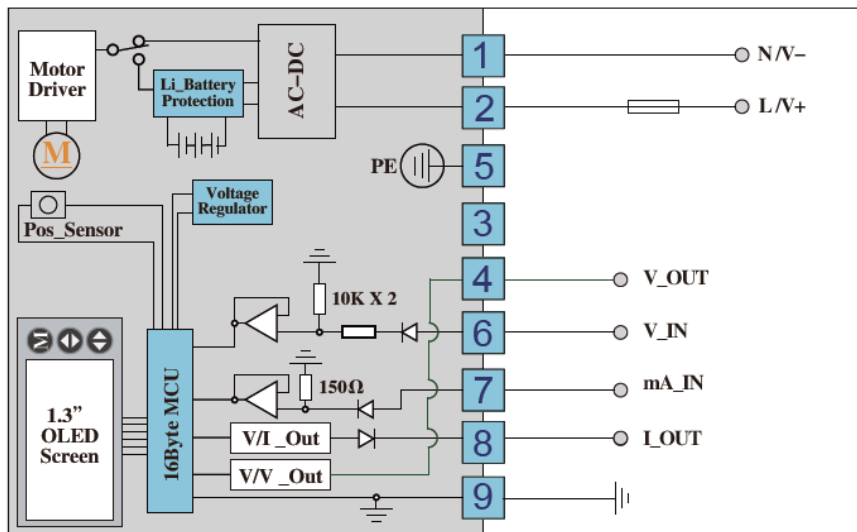 Motor
Driver
M
Li_Battery
Protection
AC-DC
1
N/V-
2
L/V+
PE
5
3
Voltage
Regulator
Pos_Sensor
4
V_OUT
10K X 2
6
V_IN
150Ω
7
mA_IN
M
1.3”
OLED
Screen
16Byte MCU
V/I _Out
8
I_OUT
V/V _Out
9